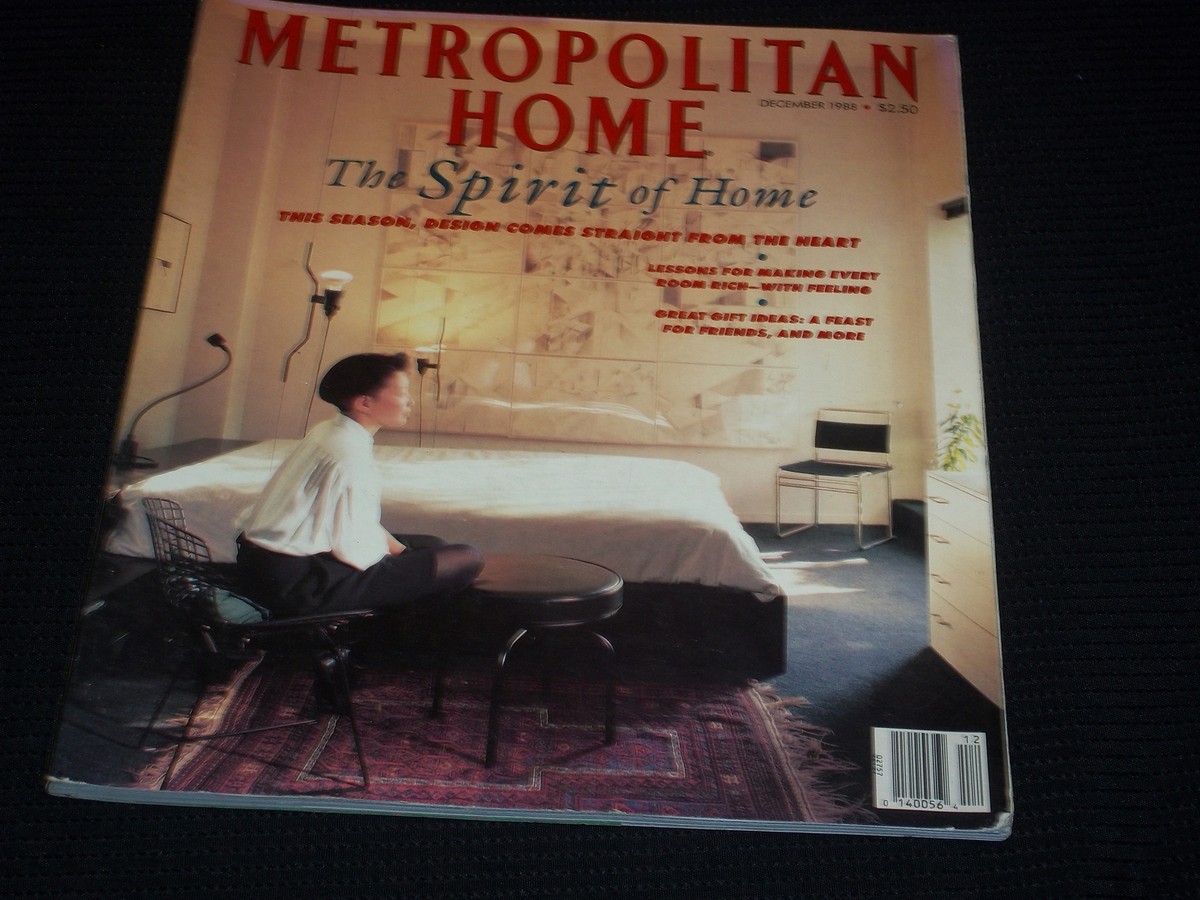 METROPOLITAN
HOME
DECEMBER 1988 • $2.50
The Spirit of Home
THIS SEASON, DESIGN COMES STRAIGHT FROM THE HEART
•
LESSONS FOR MAKING EVERY
ROOM RICH—WITH FEELING
•
GREAT GIFT IDEAS: A FEAST
FOR FRIENDS, AND MORE
12
02757
0 140056 4